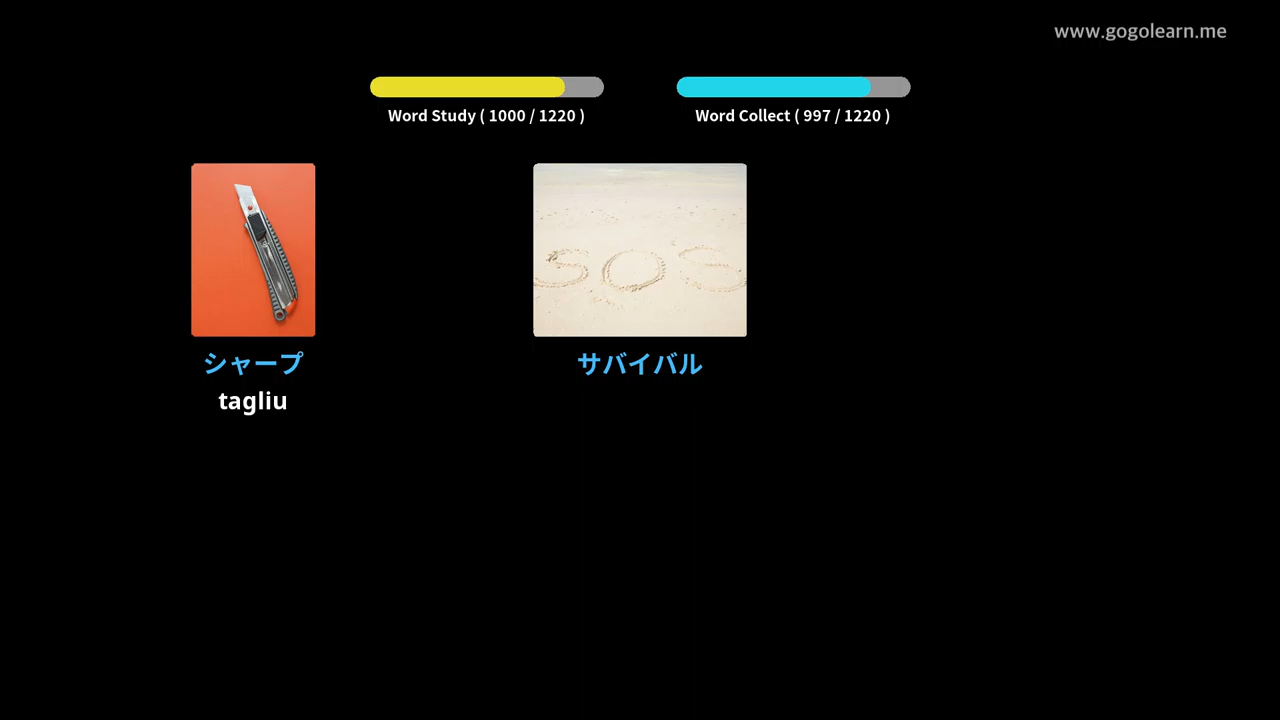 www.gogolearn.me
Word Study ( 1000 / 1220 )
Word Collect ( 997 / 1220 )
SOS
シャープ
サバイバル
tagliu